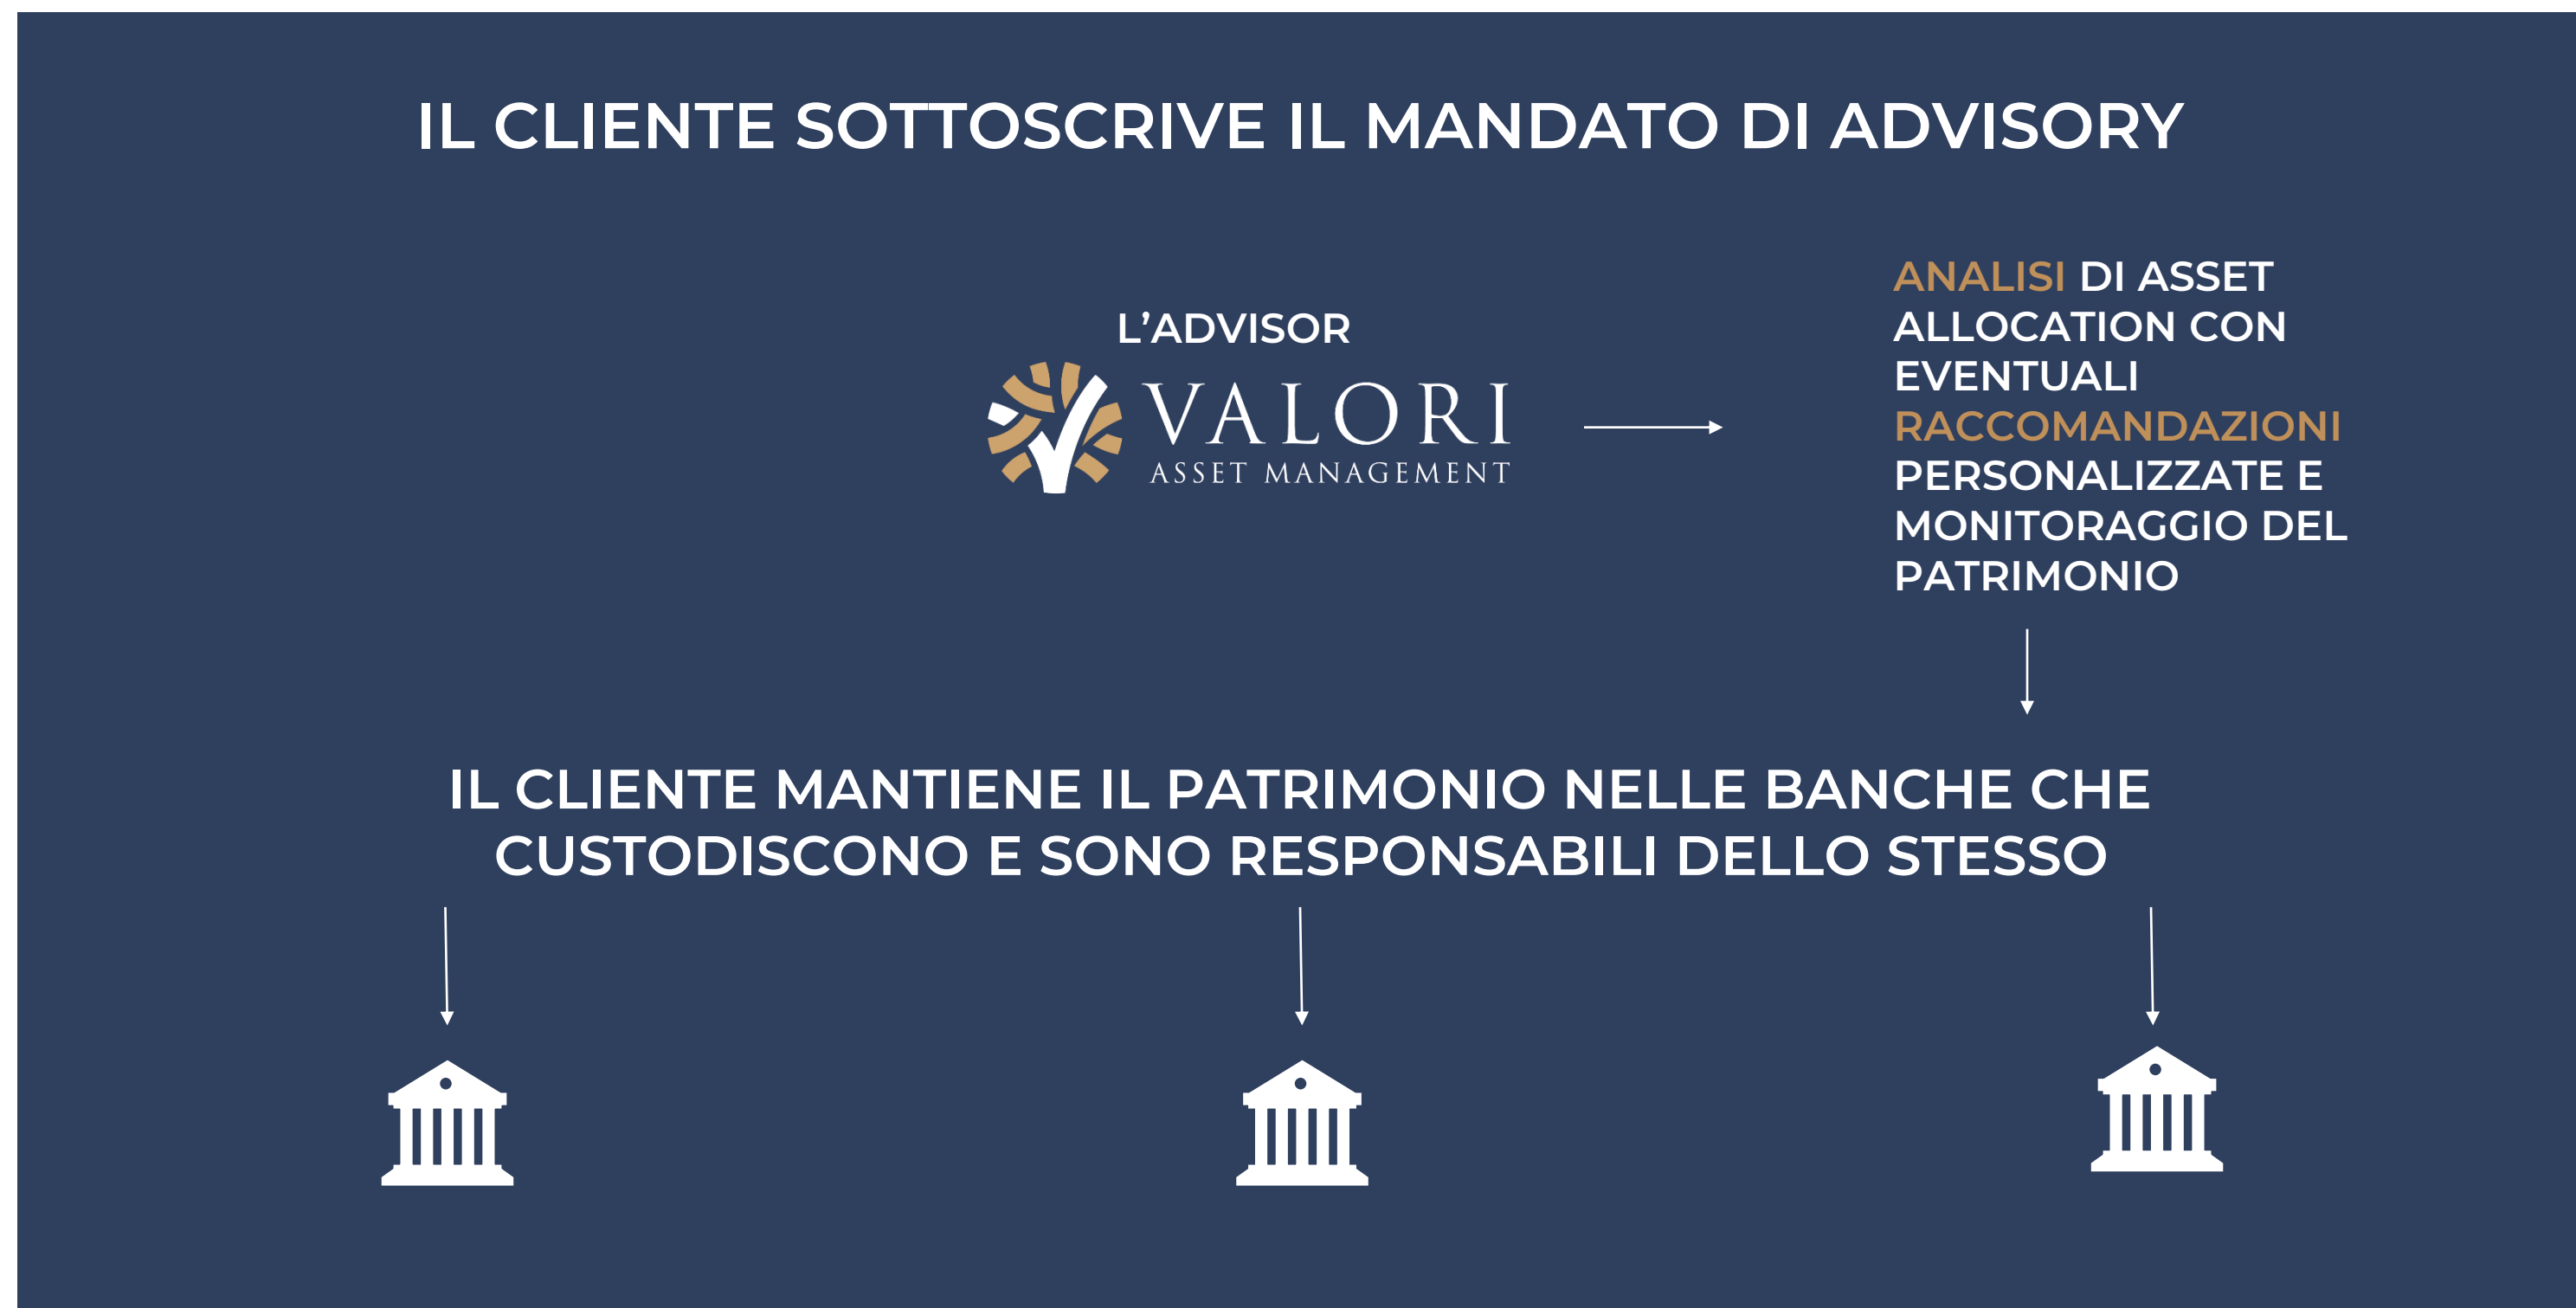 IL CLIENTE SOTTOSCRIVE IL MANDATO DI ADVISORY
L’ADVISOR
VALORI
ASSET MANAGEMENT
ANALISI DI ASSET
ALLOCATION CON
EVENTUALI
RACCOMANDAZIONI
PERSONALIZZATE E
MONITORAGGIO DEL
PATRIMONIO
IL CLIENTE MANTIENE IL PATRIMONIO NELLE BANCHE CHE
CUSTODISCONO E SONO RESPONSABILI DELLO STESSO